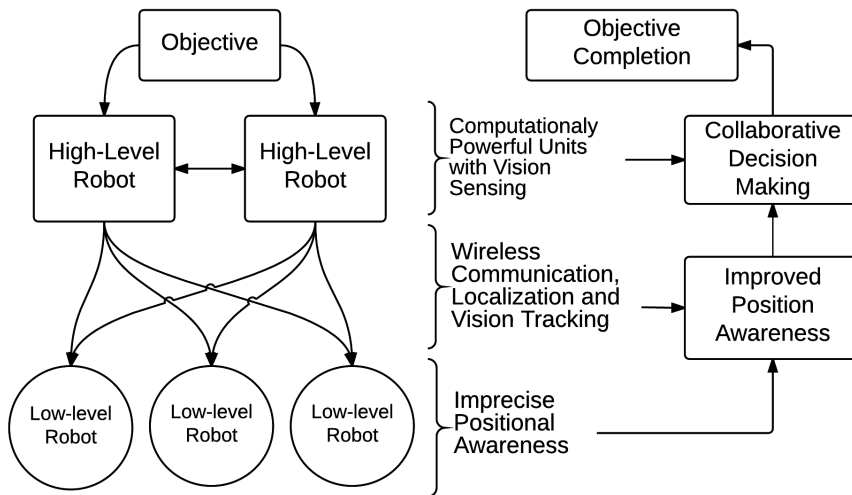 Objective
High-Level
Robot
High-Level
Robot
Low-level
Robot
Low-level
Robot
Low-level
Robot
Computationaly
Powerful Units
with Vision
Sensing
Wireless
Communication,
Localization and
Vision Tracking
Imprecise
Positional
Awareness
Objective
Completion
Collaborative
Decision
Making
Improved
Position
Awareness